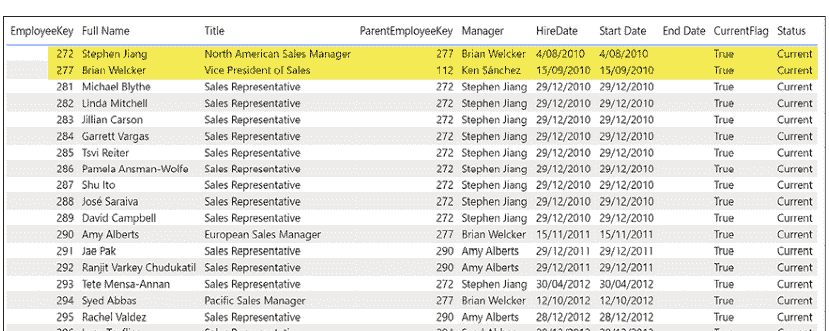 EmployeeKey Full Name Title ParentEmployeeKey Manager HireDate Start Date End Date CurrentFlag Status
272 Stephen Jiang North American Sales Manager 277 Brian Welcker 4/08/2010 4/08/2010 True Current
277 Brian Welcker Vice President of Sales 112 Ken Sánchez 15/09/2010 15/09/2010 True Current
281 Michael Blythe Sales Representative 272 Stephen Jiang 29/12/2010 29/12/2010 True Current
282 Linda Mitchell Sales Representative 272 Stephen Jiang 29/12/2010 29/12/2010 True Current
283 Jillian Carson Sales Representative 272 Stephen Jiang 29/12/2010 29/12/2010 True Current
284 Garrett Vargas Sales Representative 272 Stephen Jiang 29/12/2010 29/12/2010 True Current
285 Tsvi Reiter Sales Representative 272 Stephen Jiang 29/12/2010 29/12/2010 True Current
286 Pamela Ansman-Wolfe Sales Representative 272 Stephen Jiang 29/12/2010 29/12/2010 True Current
287 Shu Ito Sales Representative 272 Stephen Jiang 29/12/2010 29/12/2010 True Current
288 José Saraiva Sales Representative 272 Stephen Jiang 29/12/2010 29/12/2010 True Current
289 David Campbell Sales Representative 272 Stephen Jiang 29/12/2010 29/12/2010 True Current
290 Amy Alberts European Sales Manager 277 Brian Welcker 15/11/2011 15/11/2011 True Current
291 Jae Pak Sales Representative 290 Amy Alberts 29/12/2011 29/12/2011 True Current
292 Ranjit Varkey Chudukatil Sales Representative 290 Amy Alberts 29/12/2011 29/12/2011 True Current
293 Tete Mensa-Annan Sales Representative 272 Stephen Jiang 30/04/2012 30/04/2012 True Current
294 Syed Abbas Pacific Sales Manager 277 Brian Welcker 12/10/2012 12/10/2012 True Current
295 Rachel Valdez Sales Representative 290 Amy Alberts 28/12/2012 28/12/2012 True Current